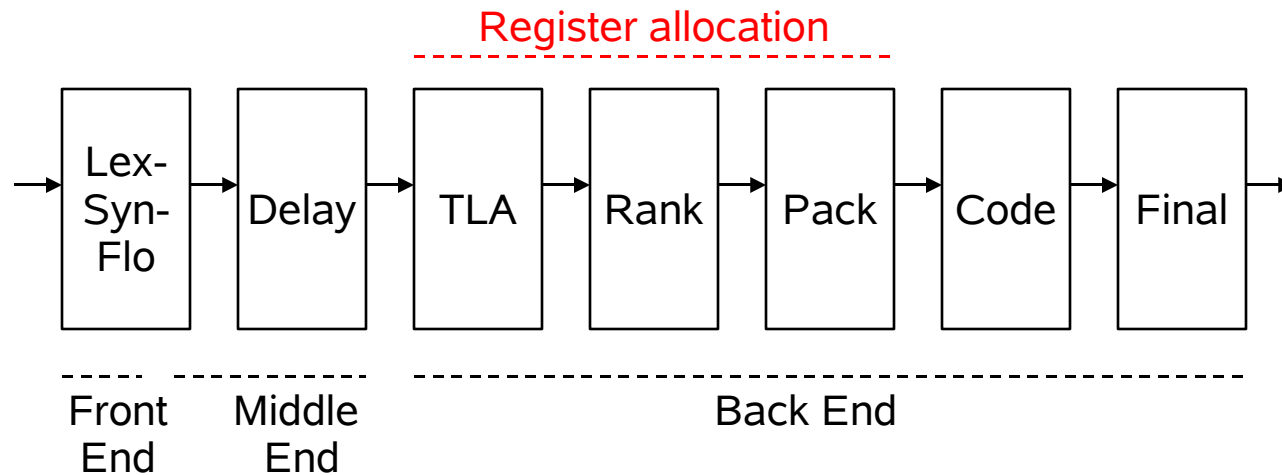 Register allocation
Lex-
Syn-
Flo
Delay
TLA
Rank
Pack
Code
Final
Front
End
Middle
End
Back End